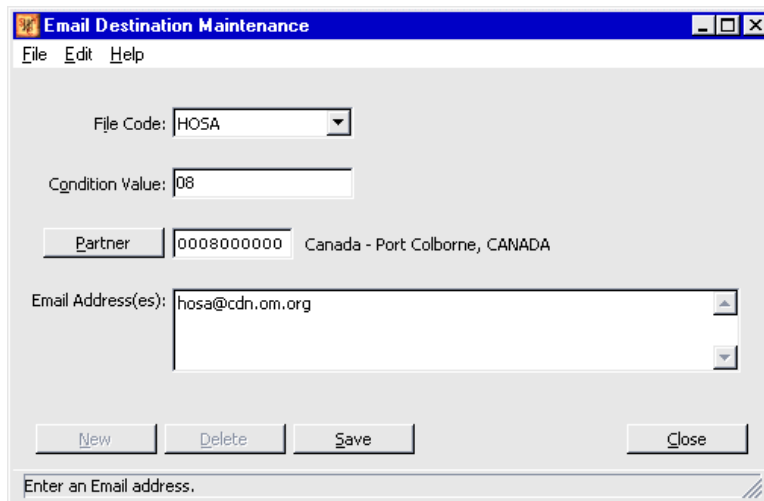 Email Destination Maintenance
File Edit Help
File Code: HOSA
Condition Value: 08
Partner 0008000000 Canada - Port Colborne, CANADA
Email Address(es): hosa@cdn.om.org
New Delete Save Close
Enter an Email address.